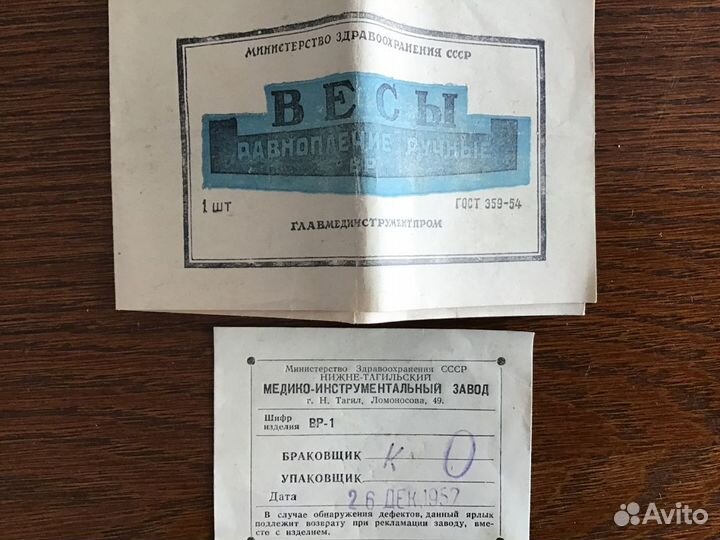 МИНИСТЕРСТВО ЗДРАВООХРАНЕНИЯ СССР
ВЕСЫ
РАВНОПЛЕЧИЕ РУЧНЫЕ
ВР
1 ШТ
ГОСТ 359-54
ГЛАВМЕДИНСТРУМЕНТПРОМ
Министерство Здравоохранения СССР
НИЖНЕ-ТАГИЛЬСКИЙ
МЕДИКО-ИНСТРУМЕНТАЛЬНЫЙ ЗАВОД
г. Н. Тагил, Ломоносова, 49.
Шифр
изделия ВР-1
БРАКОВЩИК К О
УПАКОВЩИК
Дата 26 ДЕК.1957
В случае обнаружения дефектов, данный ярлык
подлежит возврату при рекламации заводу, вме-
сте с изделием.
Avito